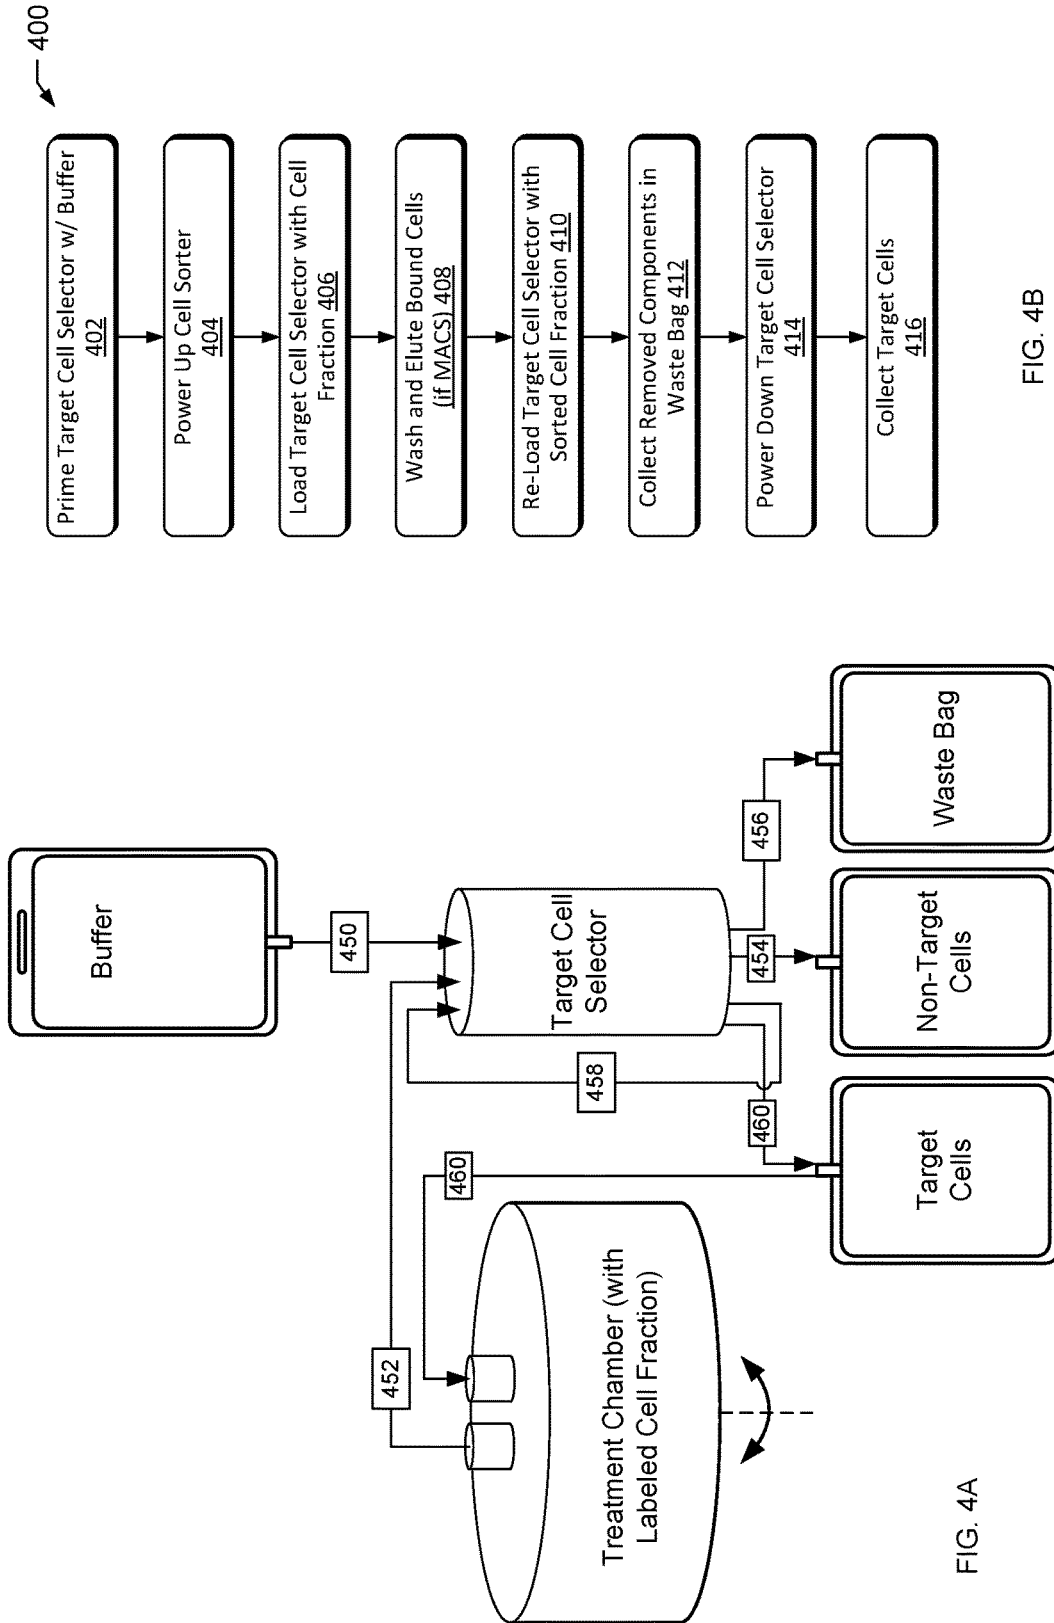 Buffer
450
452
458
460
460
454
456
Target Cell
Selector
Treatment Chamber (with
Labeled Cell Fraction)
Target
Cells
Non-Target
Cells
Waste Bag
FIG. 4A
400
Prime Target Cell Selector w/ Buffer
402
Power Up Cell Sorter
404
Load Target Cell Selector with Cell
Fraction 406
Wash and Elute Bound Cells
(if MACS) 408
Re-Load Target Cell Selector with
Sorted Cell Fraction 410
Collect Removed Components in
Waste Bag 412
Power Down Target Cell Selector
414
Collect Target Cells
416
FIG. 4B